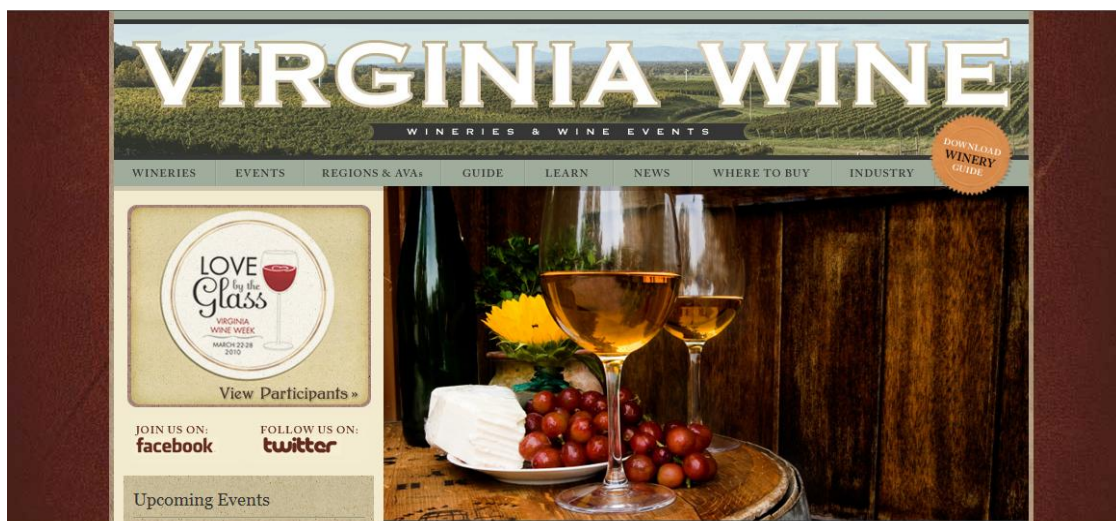 VIRGINIA WINE
WINERIES & WINE EVENTS
DOWNLOAD
WINERY
GUIDE
WINERIES EVENTS REGIONS & AVAs GUIDE LEARN NEWS WHERE TO BUY INDUSTRY
LOVE
by the
Glass
VIRGINIA
WINE WEEK
MARCH 22-28
2010
View Participants »
JOIN US ON: FOLLOW US ON:
facebook twitter
Upcoming Events